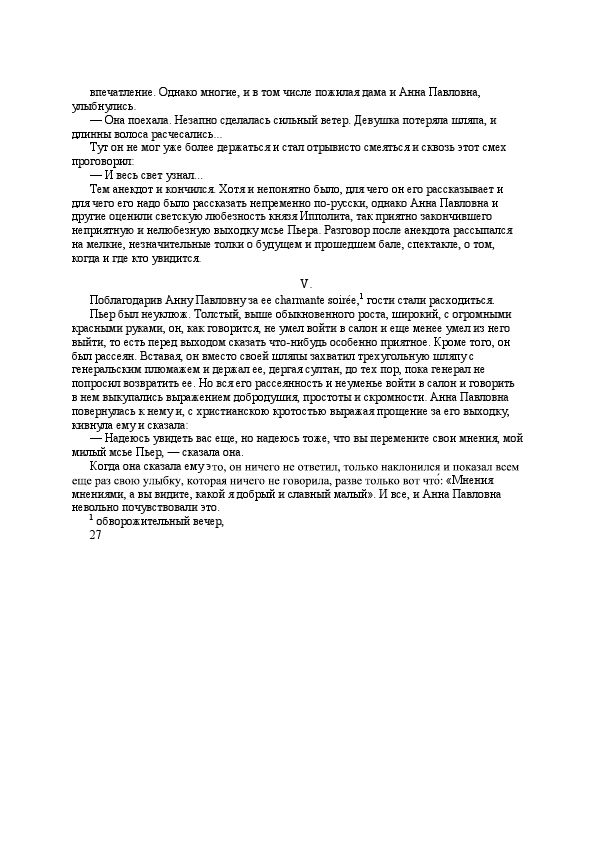 впечатление. Однако многие, и в том числе пожилая дама и Анна Павловна,
улыбнулись.
— Она поехала. Незапно сделалась сильный ветер. Девушка потеряла шляпа, и
длинны волоса расчесались...
Тут он не мог уже более держаться и стал отрывисто смеяться и сквозь этот смех
проговорил:
— И весь свет узнал...
Тем анекдот и кончился. Хотя и непонятно было, для чего он его рассказывает и
для чего его надо было рассказать непременно по-русски, однако Анна Павловна и
другие оценили светскую любезность князя Ипполита, так приятно закончившего
неприятную и нелюбезную выходку мсье Пьера. Разговор после анекдота рассыпался
на мелкие, незначительные толки о будущем и прошедшем бале, спектакле, о том,
когда и где кто увидится.
V.
Поблагодарив Анну Павловну за ее charmante soirée,¹ гости стали расходиться.
Пьер был неуклюж. Толстый, выше обыкновенного роста, широкий, с огромными
красными руками, он, как говорится, не умел войти в салон и еще менее умел из него
выйти, то есть перед выходом сказать что-нибудь особенно приятное. Кроме того, он
был рассеян. Вставая, он вместо своей шляпы захватил трехугольную шляпу с
генеральским плюмажем и держал ее, дергая султан, до тех пор, пока генерал не
попросил возвратить ее. Но вся его рассеянность и неуменье войти в салон и говорить
в нем выкупались выражением добродушия, простоты и скромности. Анна Павловна
повернулась к нему и, с христианскою кротостью выражая прощение за его выходку,
кивнула ему и сказала:
— Надеюсь увидеть вас еще, но надеюсь тоже, что вы перемените свои мнения, мой
милый мсье Пьер, — сказала она.
Когда она сказала ему это, он ничего не ответил, только наклонился и показал всем
еще раз свою улыбку, которая ничего не говорила, разве только вот что́: «Мнения
мнениями, а вы видите, какой я добрый и славный малый». И все, и Анна Павловна
невольно почувствовали это.
¹ обворожительный вечер,
27